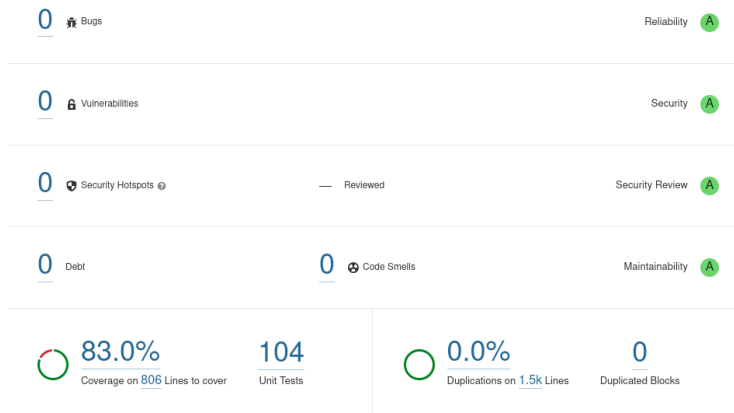 0 Bugs Reliability A
0 Vulnerabilities Security A
0 Security Hotspots ? — Reviewed Security Review A
0 Debt 0 Code Smells Maintainability A
83.0% 104 0.0% 0
Coverage on 806 Lines to cover Unit Tests Duplications on 1.5k Lines Duplicated Blocks